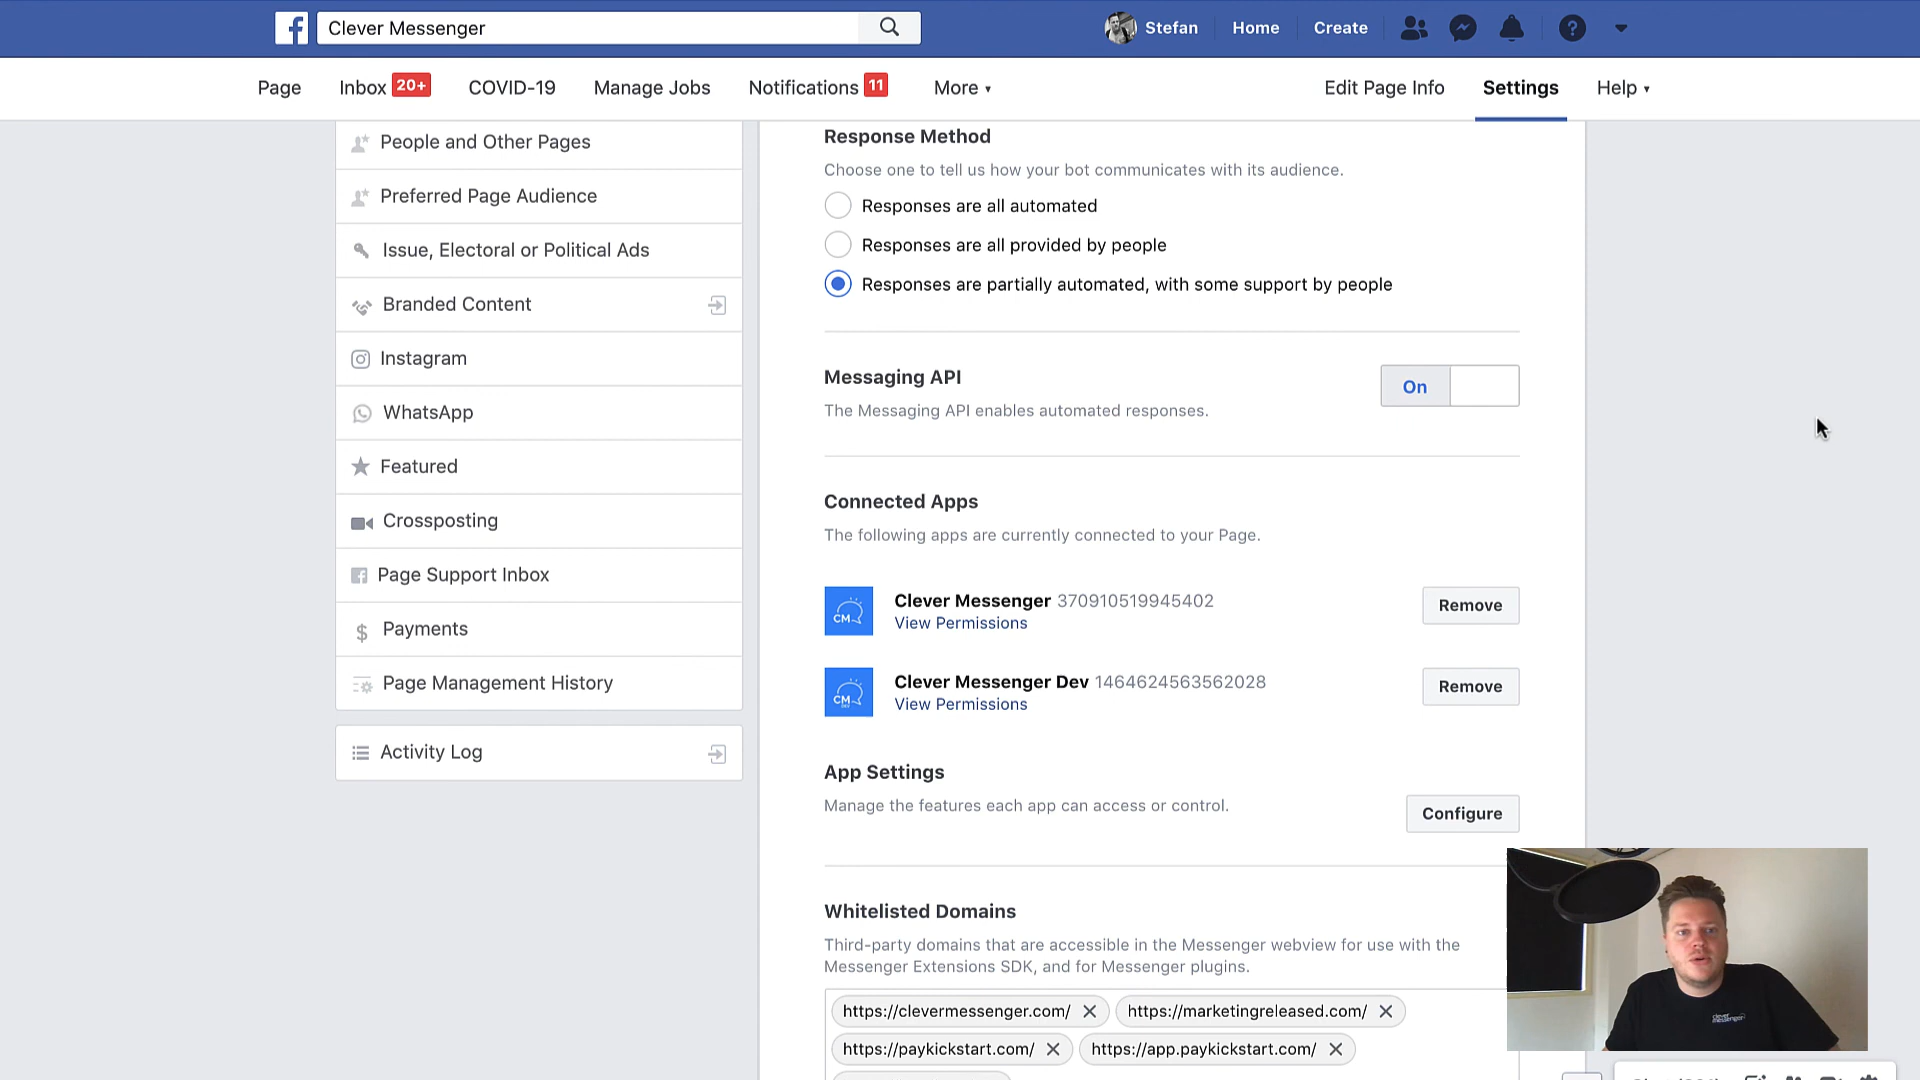 Clever Messenger
Stefan
Home
Create
Page
Inbox 20+
COVID-19
Manage Jobs
Notifications 11
More
Edit Page Info
Settings
Help
People and Other Pages
Preferred Page Audience
Issue, Electoral or Political Ads
Branded Content
Instagram
WhatsApp
Featured
Crossposting
Page Support Inbox
Payments
Page Management History
Activity Log
Response Method
Choose one to tell us how your bot communicates with its audience.
Responses are all automated
Responses are all provided by people
Responses are partially automated, with some support by people
Messaging API
On
The Messaging API enables automated responses.
Connected Apps
The following apps are currently connected to your Page.
CM
Clever Messenger 370910519945402
View Permissions
Remove
CM
DEV
Clever Messenger Dev 1464624563562028
View Permissions
Remove
App Settings
Manage the features each app can access or control.
Configure
Whitelisted Domains
Third-party domains that are accessible in the Messenger webview for use with the
Messenger Extensions SDK, and for Messenger plugins.
https://clevermessenger.com/
https://marketingreleased.com/
https://paykickstart.com/
https://app.paykickstart.com/
clever
messenger